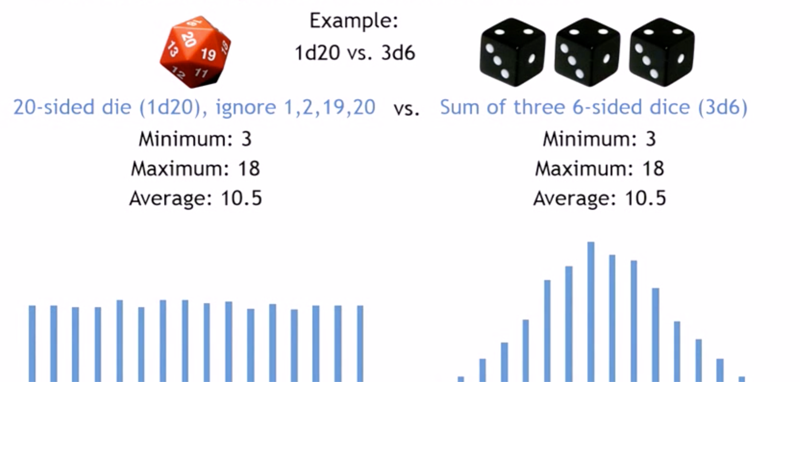 Example:
1d20 vs. 3d6
20
19
13
12
11
20-sided die (1d20), ignore 1,2,19,20 vs. Sum of three 6-sided dice (3d6)
Minimum: 3
Maximum: 18
Average: 10.5
Minimum: 3
Maximum: 18
Average: 10.5